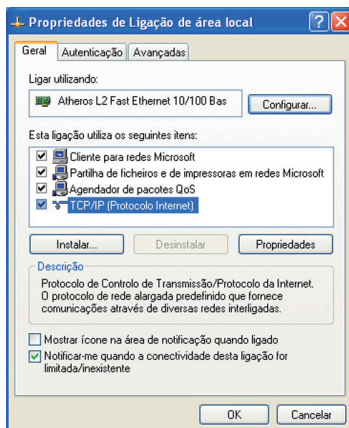 Propriedades de Ligação de área local
Geral Autenticação Avançadas
Ligar utilizando:
Atheros L2 Fast Ethernet 10/100 Bas Configurar...
Esta ligação utiliza os seguintes itens:
Cliente para redes Microsoft
Partilha de ficheiros e de impressoras em redes Microsoft
Agendador de pacotes QoS
TCP/IP (Protocolo Internet)
Instalar... Desinstalar Propriedades
Descrição
Protocolo de Controlo de Transmissão/Protocolo da Internet.
O protocolo de rede alargada predefinido que fornece
comunicações através de diversas redes interligadas.
Mostrar ícone na área de notificação quando ligado
Notificar-me quando a conectividade desta ligação for
limitada/inexistente
OK Cancelar